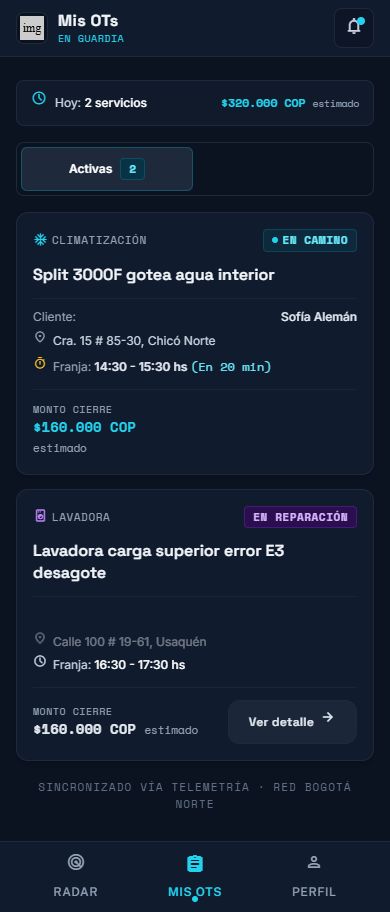 img
Mis OTs
EN GUARDIA
Hoy: 2 servicios
$320.000 COP estimado
Activas 2
CLIMATIZACIÓN
EN CAMINO
Split 3000F gotea agua interior
Cliente:
Sofía Alemán
Cra. 15 # 85-30, Chicó Norte
Franja: 14:30 - 15:30 hs (En 20 min)
MONTO CIERRE
$160.000 COP
estimado
LAVADORA
EN REPARACIÓN
Lavadora carga superior error E3
desagote
Calle 100 # 19-61, Usaquén
Franja: 16:30 - 17:30 hs
MONTO CIERRE
$160.000 COP estimado
Ver detalle →
SINCRONIZADO VÍA TELEMETRÍA · RED BOGOTÁ
NORTE
RADAR
MIS OTS
PERFIL